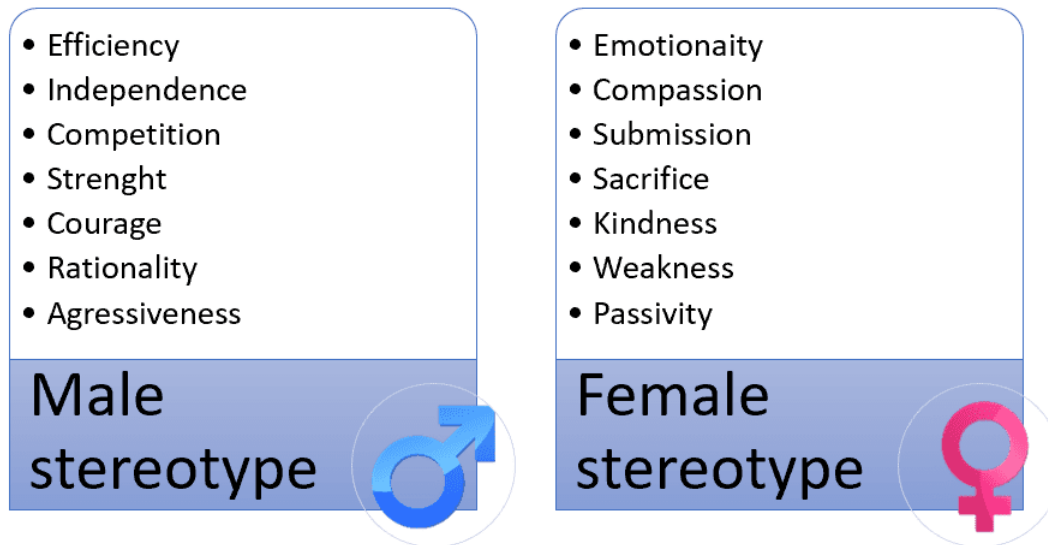 • Efficiency
• Independence
• Competition
• Strenght
• Courage
• Rationality
• Agressiveness
Male
stereotype
• Emotionaity
• Compassion
• Submission
• Sacrifice
• Kindness
• Weakness
• Passivity
Female
stereotype